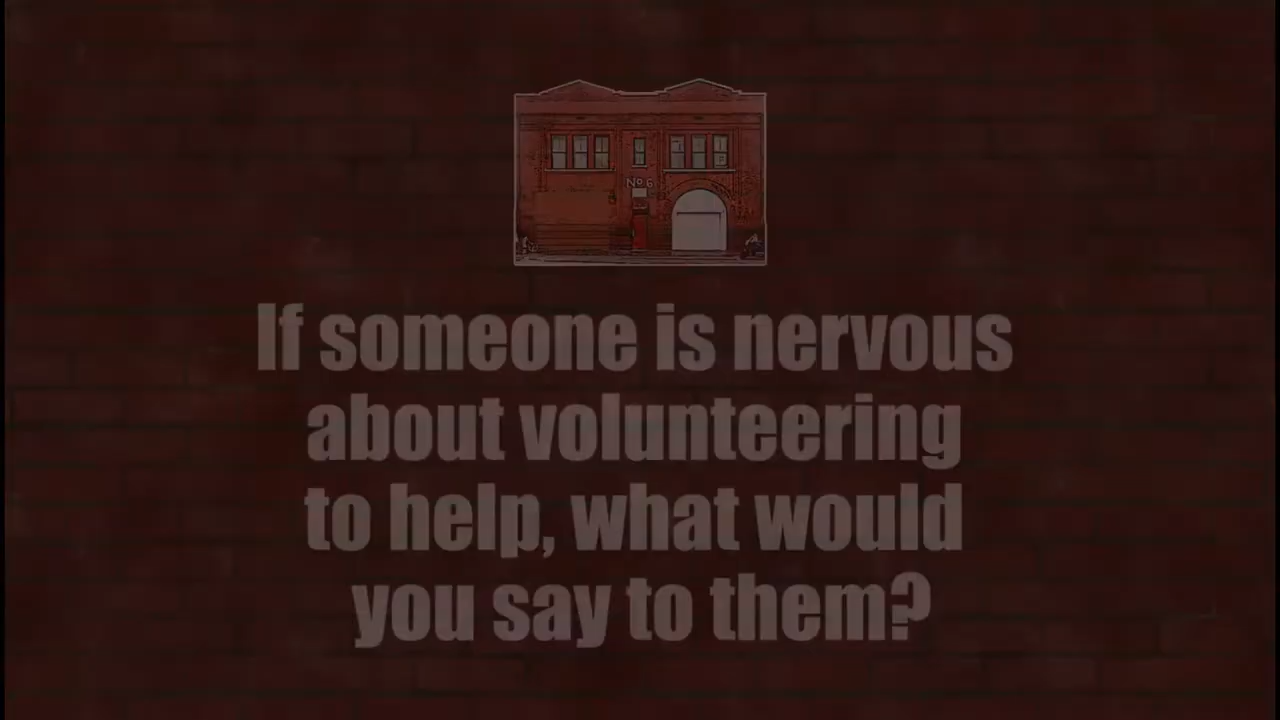 No 6
If someone is nervous
about volunteering
to help, what would
you say to them?